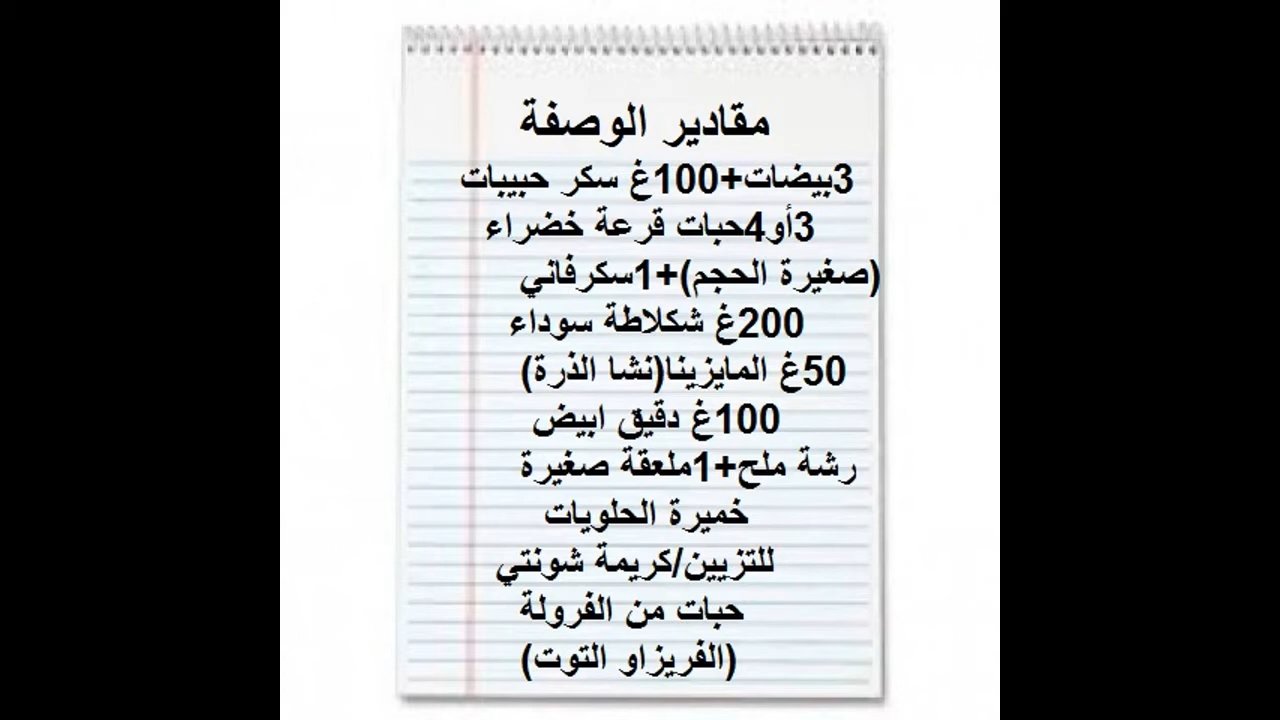 مقادير الوصفة
3بيضات+100غ سكر حبيبات
3أو4حبات قرعة خضراء
(صغيرة الحجم)+1سكرفاني
200غ شكلاطة سوداء
50غ المايزينا(نشا الذرة)
100غ دقيق ابيض
رشة ملح+1ملعقة صغيرة
خميرة الحلويات
للتزيين/كريمة شونتي
حبات من الفرولة
(الفريزاو التوت)